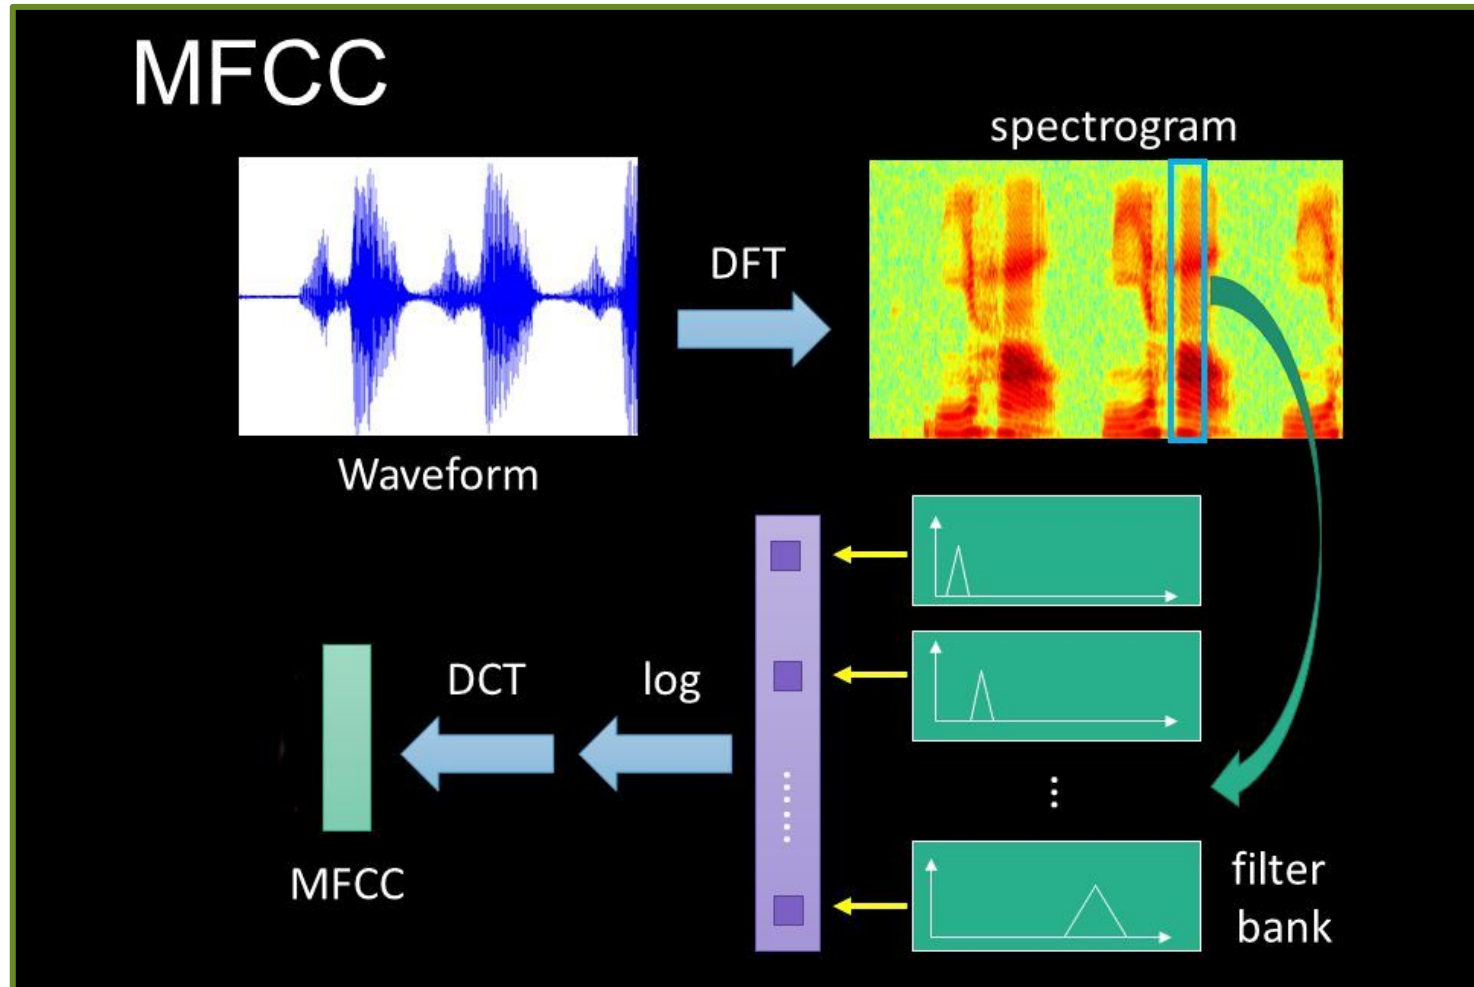 MFCC
spectrogram
DFT
Waveform
DCT
log
MFCC
filter
bank